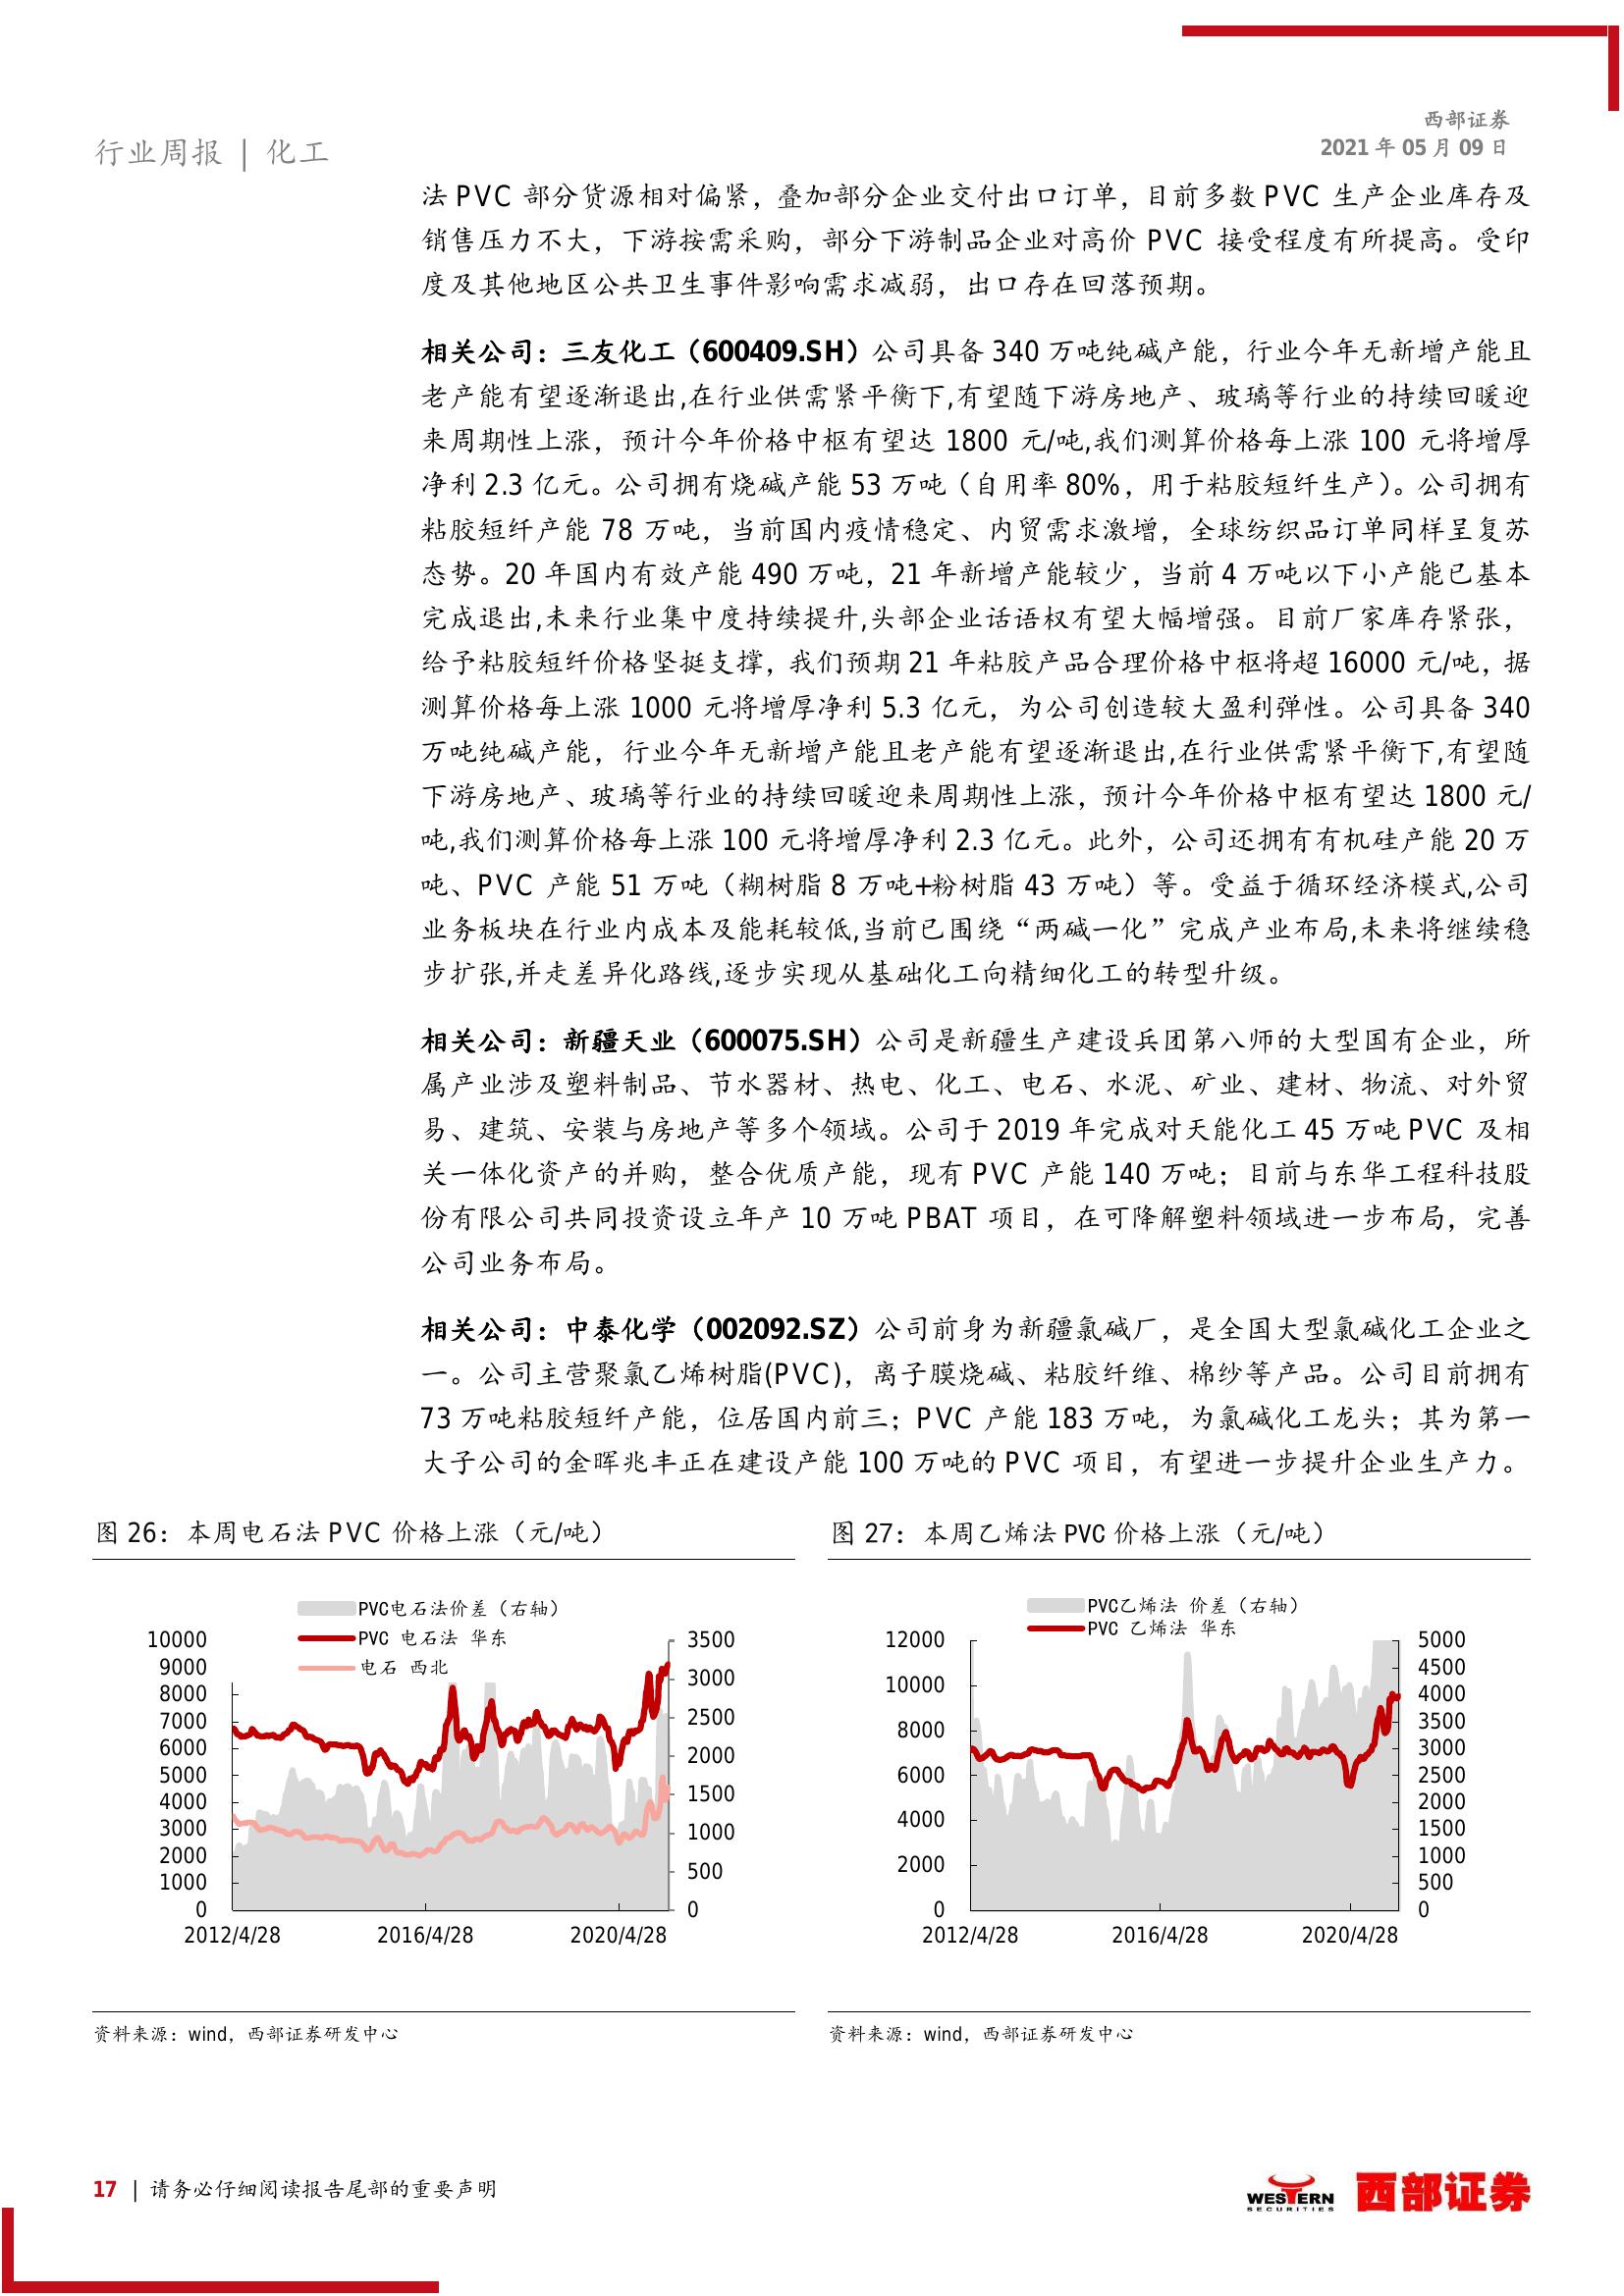 西部证券
行业周报 | 化工
2021 年 05 月 09 日
法 PVC 部分货源相对偏紧，叠加部分企业交付出口订单，目前多数 PVC 生产企业库存及
销售压力不大，下游按需采购，部分下游制品企业对高价 PVC 接受程度有所提高。受印
度及其他地区公共卫生事件影响需求减弱，出口存在回落预期。
相关公司：三友化工（600409.SH）公司具备 340 万吨纯碱产能，行业今年无新增产能且
老产能有望逐渐退出,在行业供需紧平衡下,有望随下游房地产、玻璃等行业的持续回暖迎
来周期性上涨，预计今年价格中枢有望达 1800 元/吨,我们测算价格每上涨 100 元将增厚
净利 2.3 亿元。公司拥有烧碱产能 53 万吨（自用率 80%，用于粘胶短纤生产）。公司拥有
粘胶短纤产能 78 万吨，当前国内疫情稳定、内贸需求激增，全球纺织品订单同样呈复苏
态势。20 年国内有效产能 490 万吨，21 年新增产能较少，当前 4 万吨以下小产能已基本
完成退出,未来行业集中度持续提升,头部企业话语权有望大幅增强。目前厂家库存紧张，
给予粘胶短纤价格坚挺支撑，我们预期 21 年粘胶产品合理价格中枢将超 16000 元/吨，据
测算价格每上涨 1000 元将增厚净利 5.3 亿元，为公司创造较大盈利弹性。公司具备 340
万吨纯碱产能，行业今年无新增产能且老产能有望逐渐退出,在行业供需紧平衡下,有望随
下游房地产、玻璃等行业的持续回暖迎来周期性上涨，预计今年价格中枢有望达 1800 元/
吨,我们测算价格每上涨 100 元将增厚净利 2.3 亿元。此外，公司还拥有有机硅产能 20 万
吨、PVC 产能 51 万吨（糊树脂 8 万吨+粉树脂 43 万吨）等。受益于循环经济模式,公司
业务板块在行业内成本及能耗较低,当前已围绕“两碱一化”完成产业布局,未来将继续稳
步扩张,并走差异化路线,逐步实现从基础化工向精细化工的转型升级。
相关公司：新疆天业（600075.SH）公司是新疆生产建设兵团第八师的大型国有企业，所
属产业涉及塑料制品、节水器材、热电、化工、电石、水泥、矿业、建材、物流、对外贸
易、建筑、安装与房地产等多个领域。公司于 2019 年完成对天能化工 45 万吨 PVC 及相
关一体化资产的并购，整合优质产能，现有 PVC 产能 140 万吨；目前与东华工程科技股
份有限公司共同投资设立年产 10 万吨 PBAT 项目，在可降解塑料领域进一步布局，完善
公司业务布局。
相关公司：中泰化学（002092.SZ）公司前身为新疆氯碱厂，是全国大型氯碱化工企业之
一。公司主营聚氯乙烯树脂(PVC)，离子膜烧碱、粘胶纤维、棉纱等产品。公司目前拥有
73 万吨粘胶短纤产能，位居国内前三；PVC 产能 183 万吨，为氯碱化工龙头；其为第一
大子公司的金晖兆丰正在建设产能 100 万吨的 PVC 项目，有望进一步提升企业生产力。
图 26：本周电石法 PVC 价格上涨（元/吨）
PVC电石法价差（右轴）
PVC 电石法 华东
电石 西北
10000
9000
8000
7000
6000
5000
4000
3000
2000
1000
0
3500
3000
2500
2000
1500
1000
500
0
2012/4/28 2016/4/28 2020/4/28
资料来源：wind，西部证券研发中心
图 27：本周乙烯法 PVC 价格上涨（元/吨）
PVC乙烯法 价差（右轴）
PVC 乙烯法 华东
12000
10000
8000
6000
4000
2000
0
5000
4500
4000
3500
3000
2500
2000
1500
1000
500
0
2012/4/28 2016/4/28 2020/4/28
资料来源：wind，西部证券研发中心
17 | 请务必仔细阅读报告尾部的重要声明
WESTERN
SECURITIES
西部证券